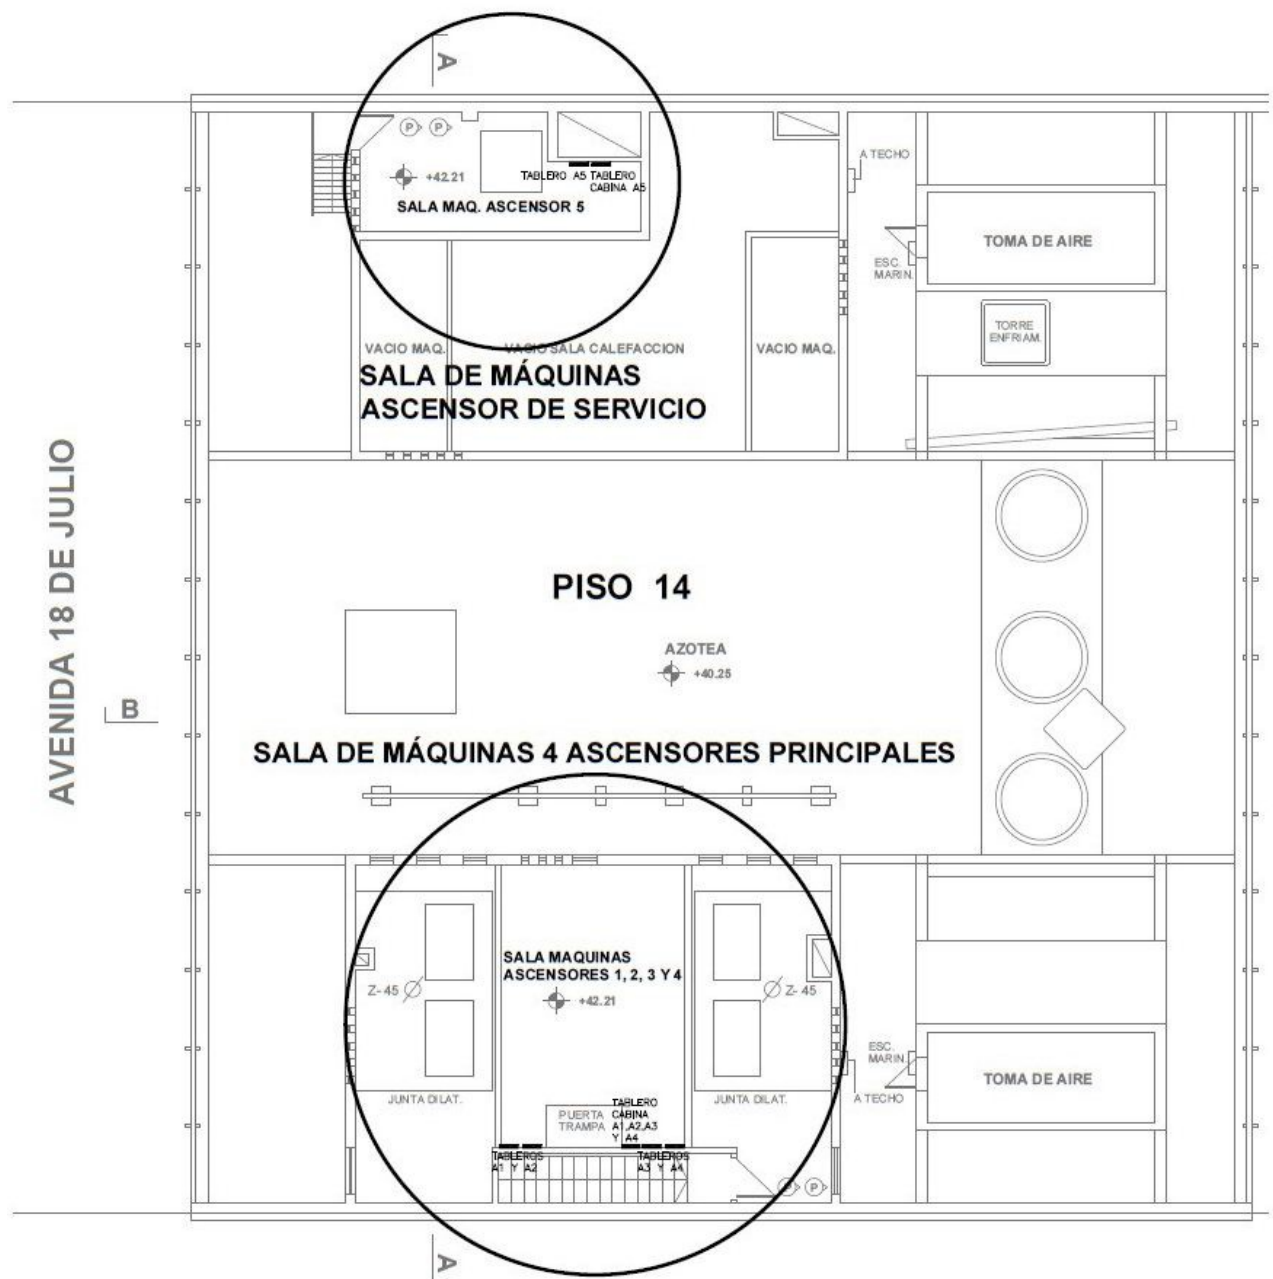 A
P P
A TECHO
+42.21
TABLERO A5 TABLERO
CABINA A5
SALA MAQ. ASCENSOR 5
TOMA DE AIRE
ESC.
MARIN.
TORRE
ENFRIAM.
VACIO MAQ.
VACIO SALA CALEFACCION
VACIO MAQ.
SALA DE MÁQUINAS
ASCENSOR DE SERVICIO
AVENIDA 18 DE JULIO
PISO 14
AZOTEA
+40.25
B
SALA DE MÁQUINAS 4 ASCENSORES PRINCIPALES
SALA MAQUINAS
ASCENSORES 1, 2, 3 Y 4
Z-45
+42.21
Z-45
ESC.
MARIN.
TOMA DE AIRE
JUNTA DILAT.
JUNTA DILAT.
A TECHO
PUERTA
TRAMPA
TABLERO
CABINA
A1,A2,A3
Y A4
TABLEROS
A1 Y A2
TABLEROS
A3 Y A4
P P
A